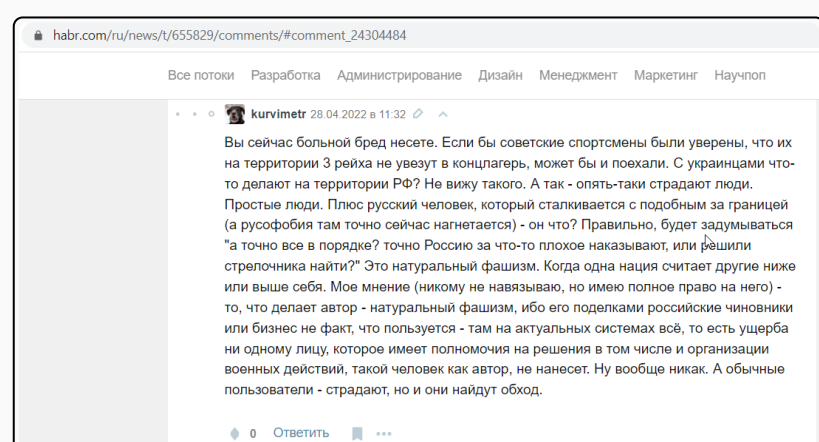 habr.com/ru/news/t/655829/comments/#comment_24304484
Все потоки Разработка Администрирование Дизайн Менеджмент Маркетинг Научпоп
kurvimetr 28.04.2022 в 11:32
Вы сейчас больной бред несете. Если бы советские спортсмены были уверены, что их
на территории 3 рейха не увезут в концлагерь, может бы и поехали. С украинцами что-
то делают на территории РФ? Не вижу такого. А так - опять-таки страдают люди.
Простые люди. Плюс русский человек, который сталкивается с подобным за границей
(а русофобия там точно сейчас нагнетается) - он что? Правильно, будет задумываться
"а точно все в порядке? точно Россию за что-то плохое наказывают, или решили
стрелочника найти?" Это натуральный фашизм. Когда одна нация считает другие ниже
или выше себя. Мое мнение (никому не навязываю, но имею полное право на него) -
то, что делает автор - натуральный фашизм, ибо его поделками российские чиновники
или бизнес не факт, что пользуется - там на актуальных системах всё, то есть ущерба
ни одному лицу, которое имеет полномочия на решения в том числе и организации
военных действий, такой человек как автор, не нанесет. Ну вообще никак. А обычные
пользователи - страдают, но и они найдут обход.
0 Ответить